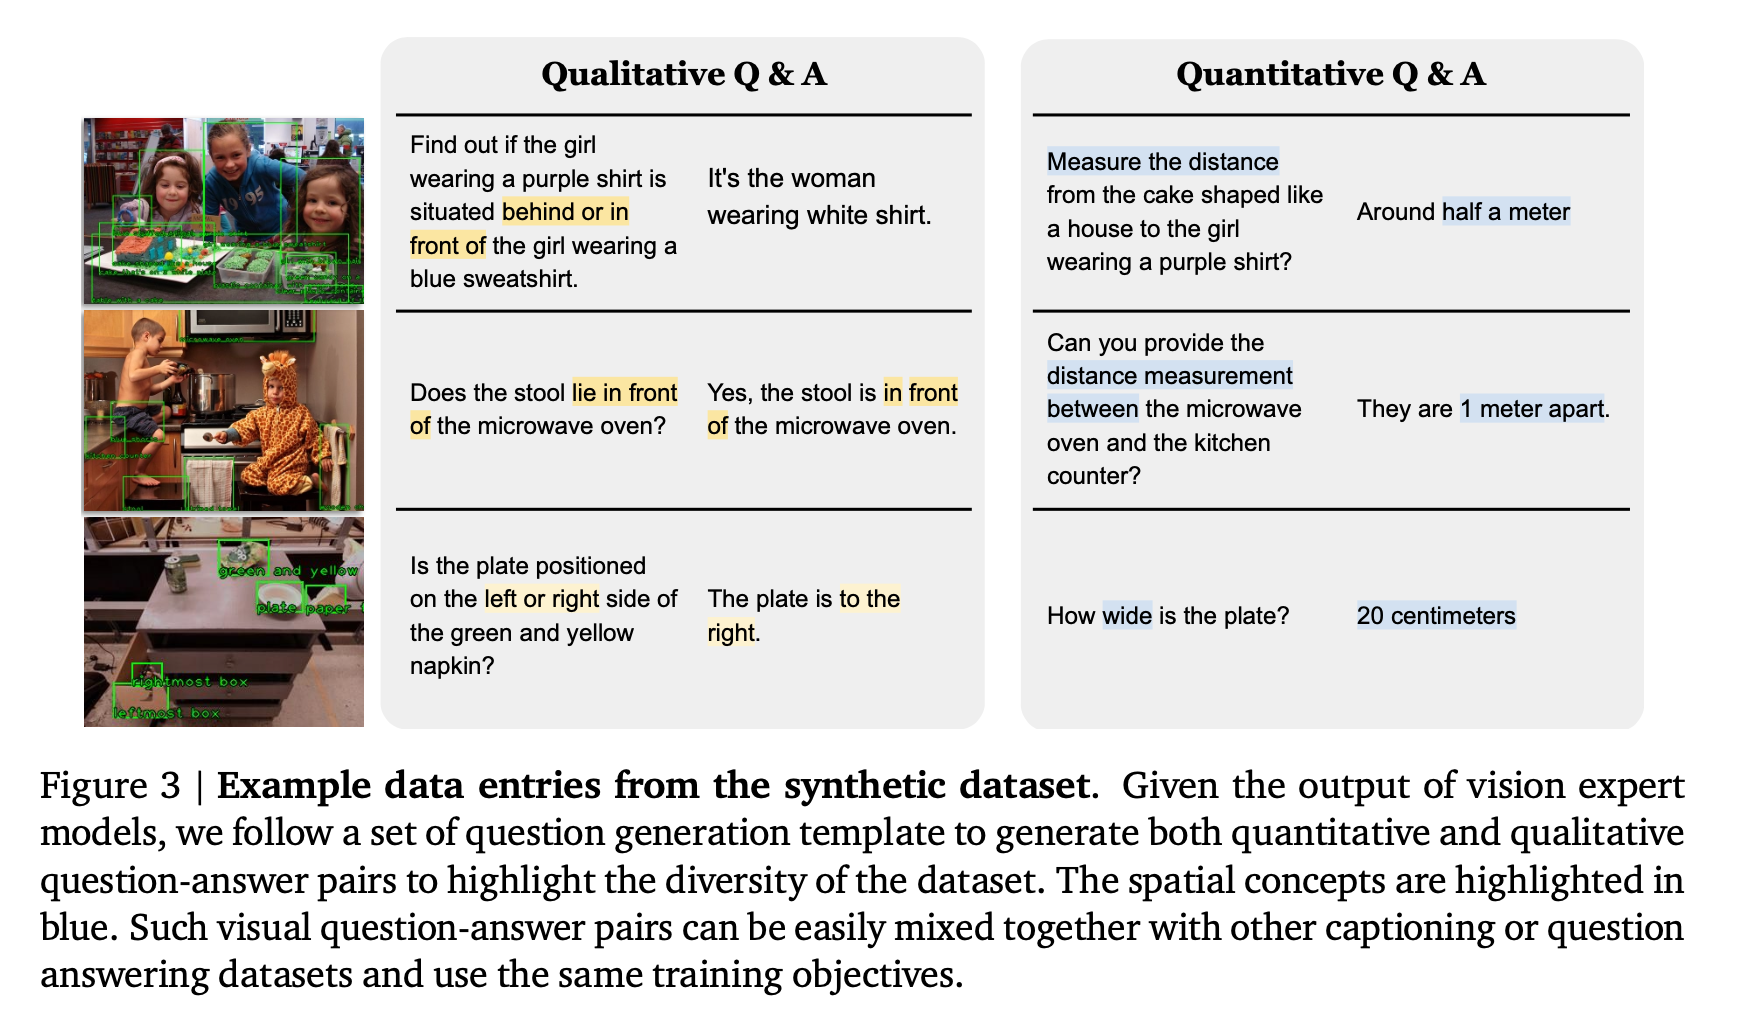 Qualitative Q & A
Find out if the girl
wearing a purple shirt is
situated behind or in
front of the girl wearing a
blue sweatshirt.
It's the woman
wearing white shirt.
Does the stool lie in front
of the microwave oven?
Yes, the stool is in front
of the microwave oven.
Is the plate positioned
on the left or right side of
the green and yellow
napkin?
The plate is to the
right.
Quantitative Q & A
Measure the distance
from the cake shaped like
a house to the girl
wearing a purple shirt?
Around half a meter
Can you provide the
distance measurement
between the microwave
oven and the kitchen
counter?
They are 1 meter apart.
How wide is the plate?
20 centimeters
95
microwave oven
stool
green and yellow
plate paper
rightmost box
leftmost box
Figure 3 | Example data entries from the synthetic dataset. Given the output of vision expert
models, we follow a set of question generation template to generate both quantitative and qualitative
question-answer pairs to highlight the diversity of the dataset. The spatial concepts are highlighted in
blue. Such visual question-answer pairs can be easily mixed together with other captioning or question
answering datasets and use the same training objectives.